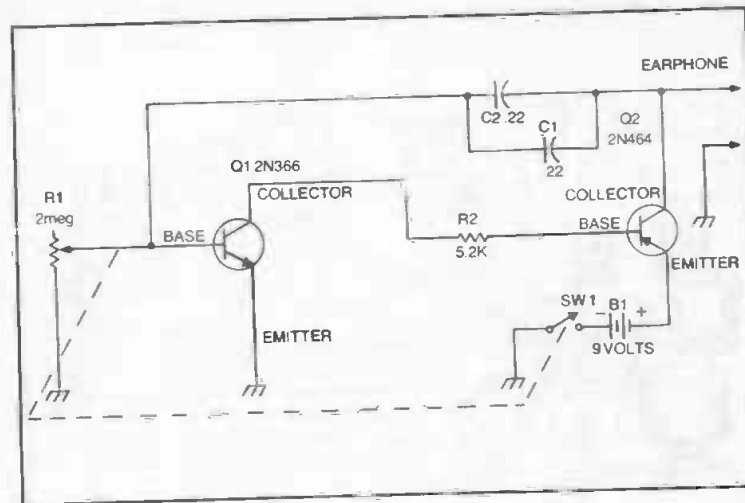 EARPHONE
C2 .22
C1
22
Q2
2N464
Q1 2N366
COLLECTOR
R1
2meg
BASE
R2
5.2K
COLLECTOR
BASE
EMITTER
SW1
B1
− +
9 VOLTS
EMITTER